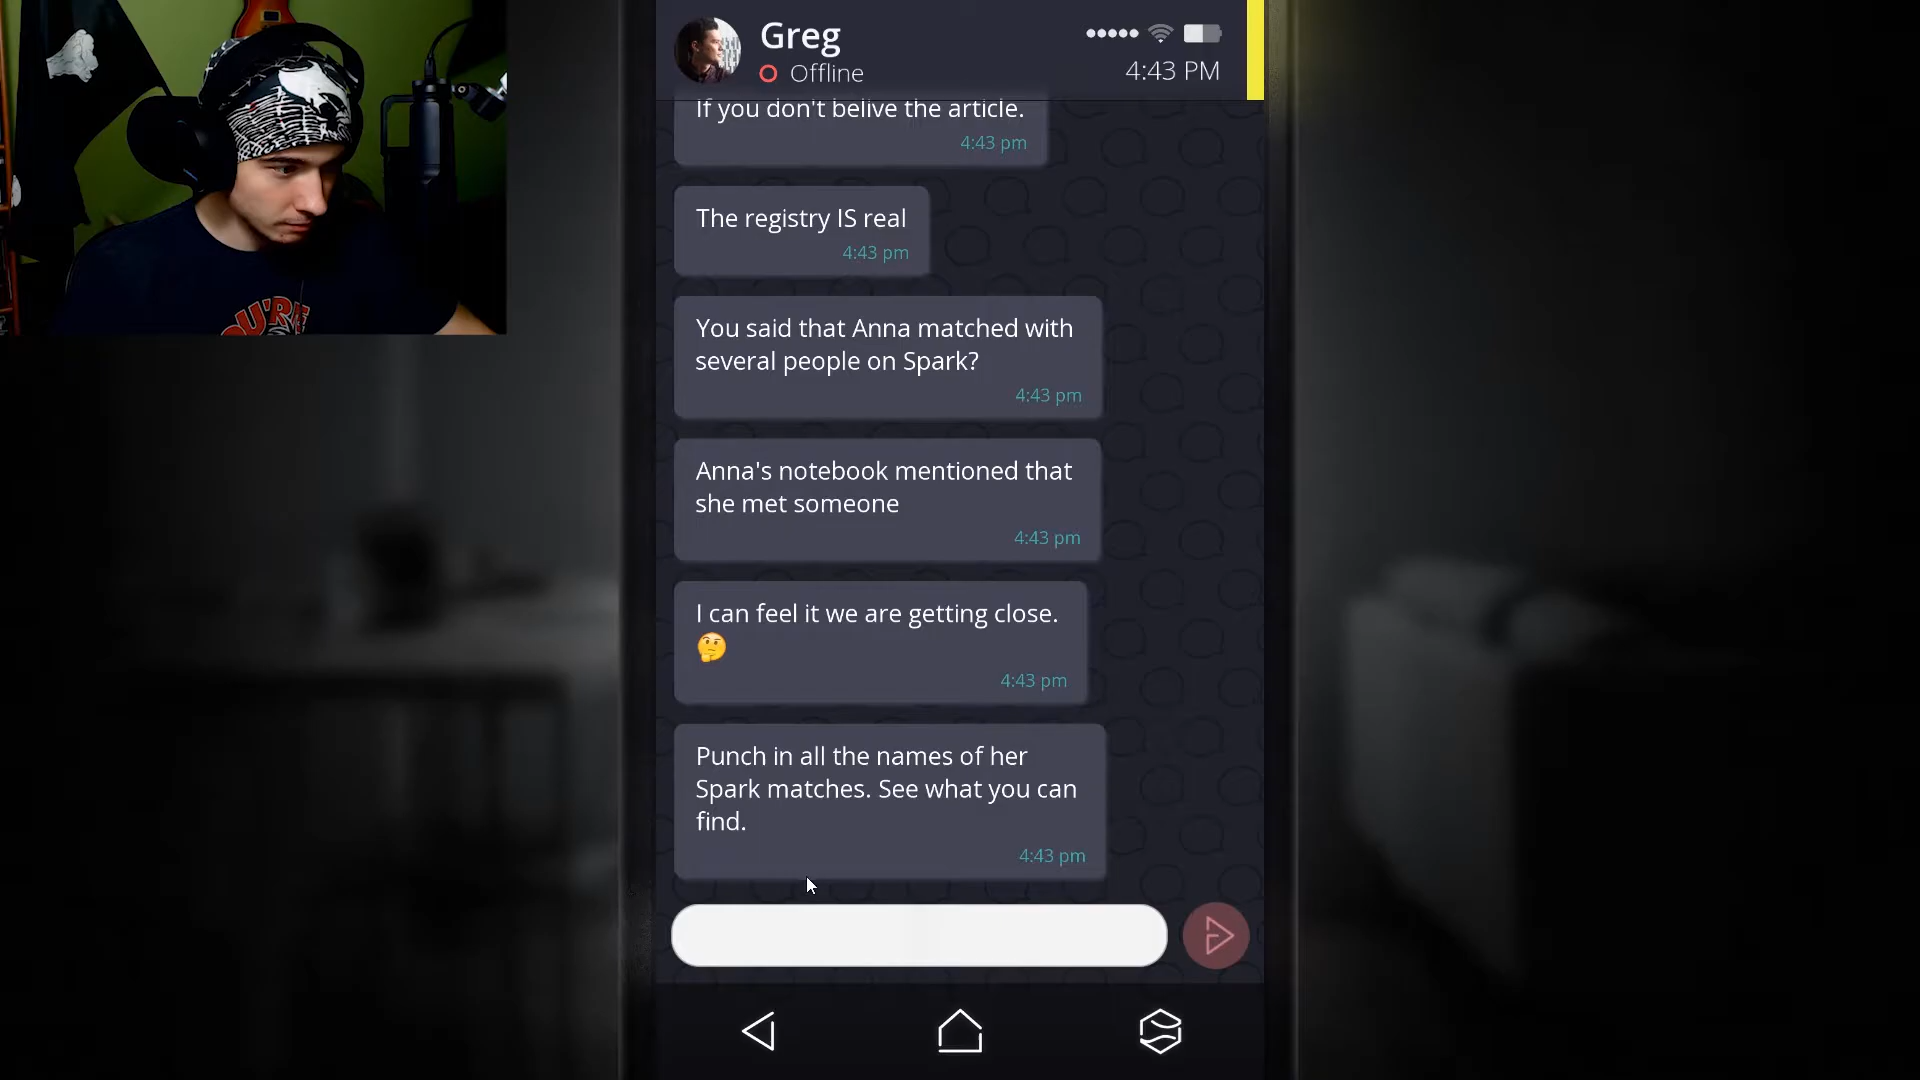 Greg
Offline
4:43 PM
If you don't belive the article.
4:43 pm
The registry IS real
4:43 pm
You said that Anna matched with
several people on Spark?
4:43 pm
Anna's notebook mentioned that
she met someone
4:43 pm
I can feel it we are getting close.
🤔
4:43 pm
Punch in all the names of her
Spark matches. See what you can
find.
4:43 pm
OU'RE